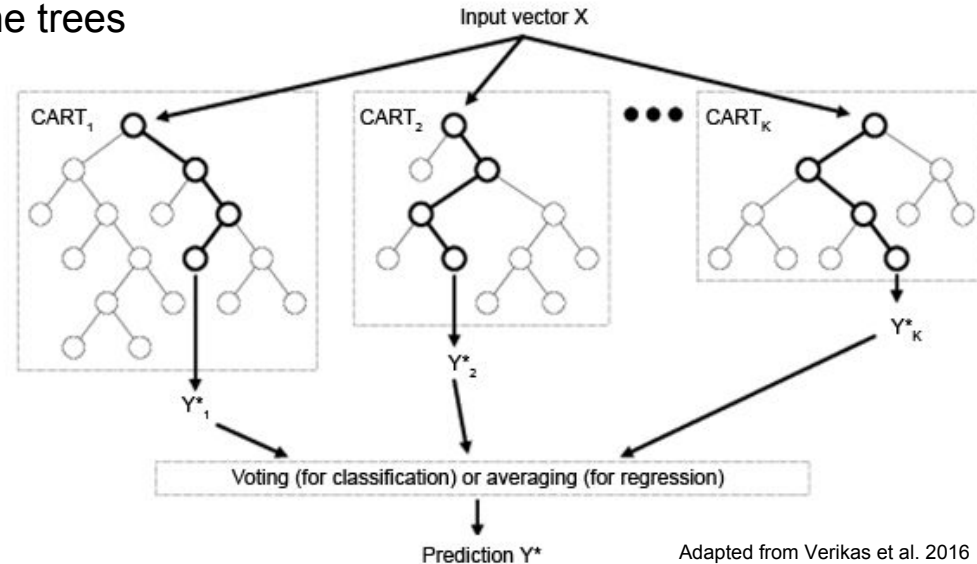 ne trees
Input vector X
CART1
CART2
CARTK
Y*K
Y*2
Y*1
Voting (for classification) or averaging (for regression)
Prediction Y*
Adapted from Verikas et al. 2016